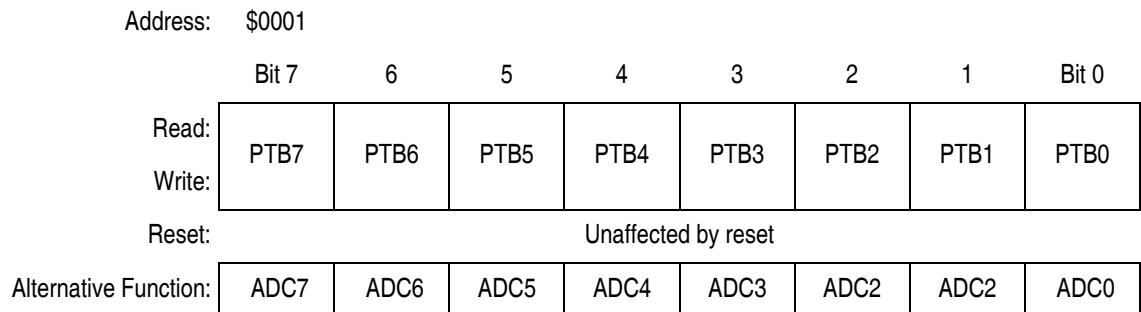 Address: $0001
Bit 7 6 5 4 3 2 1 Bit 0
Read:
PTB7 PTB6 PTB5 PTB4 PTB3 PTB2 PTB1 PTB0
Write:
Reset: Unaffected by reset
Alternative Function: ADC7 ADC6 ADC5 ADC4 ADC3 ADC2 ADC2 ADC0